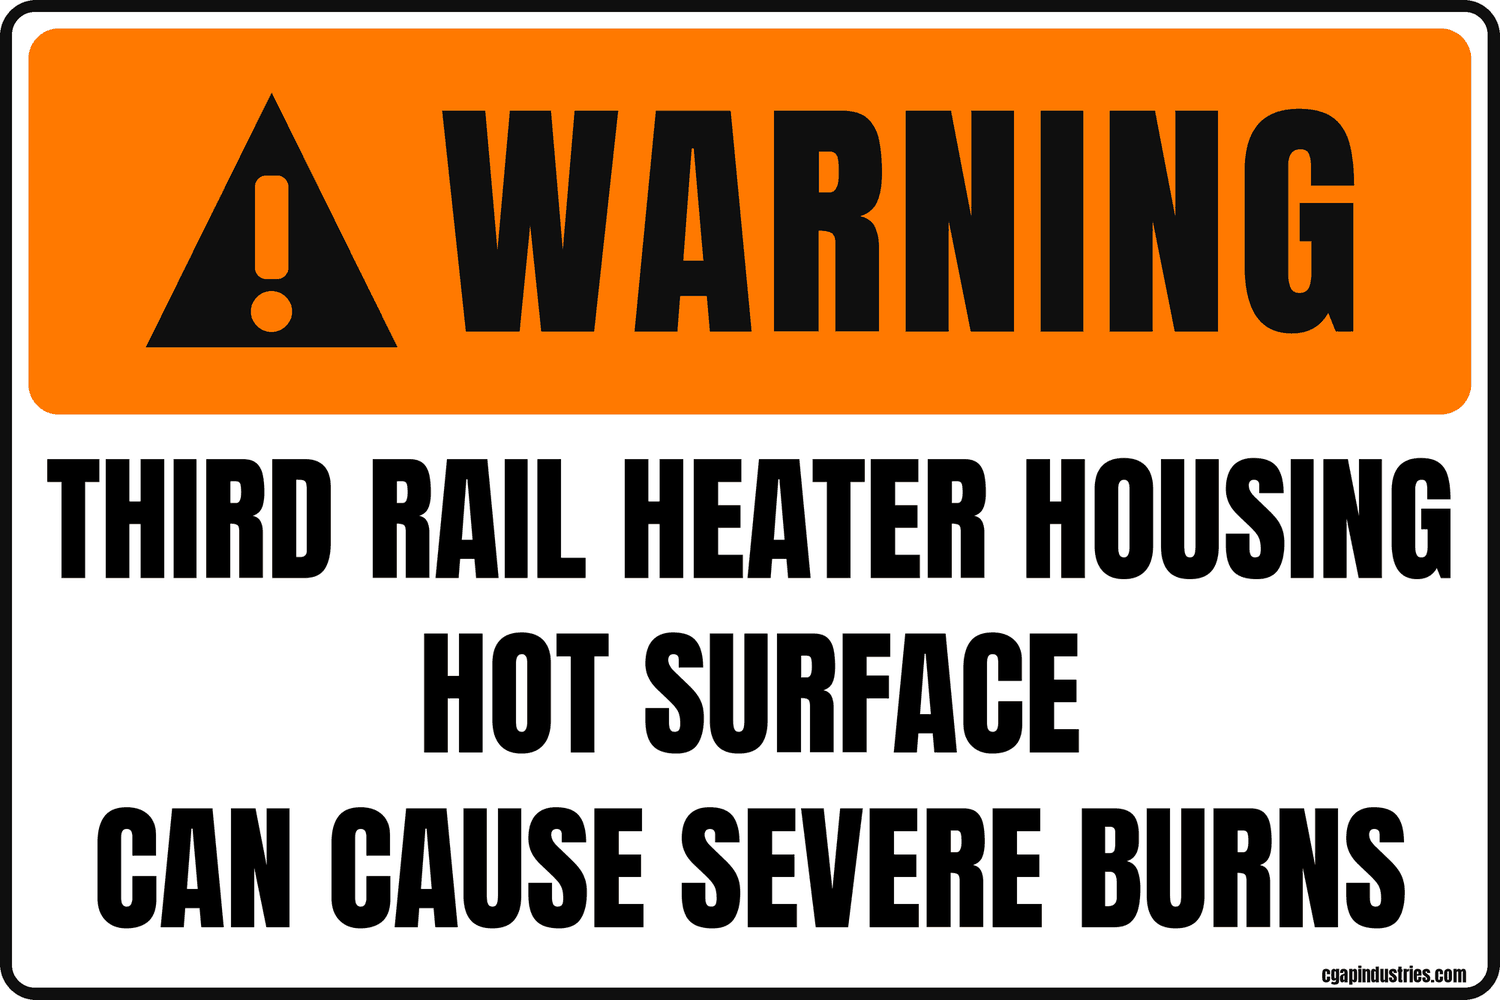 WARNING
THIRD RAIL HEATER HOUSING
HOT SURFACE
CAN CAUSE SEVERE BURNS
cgapindustries.com